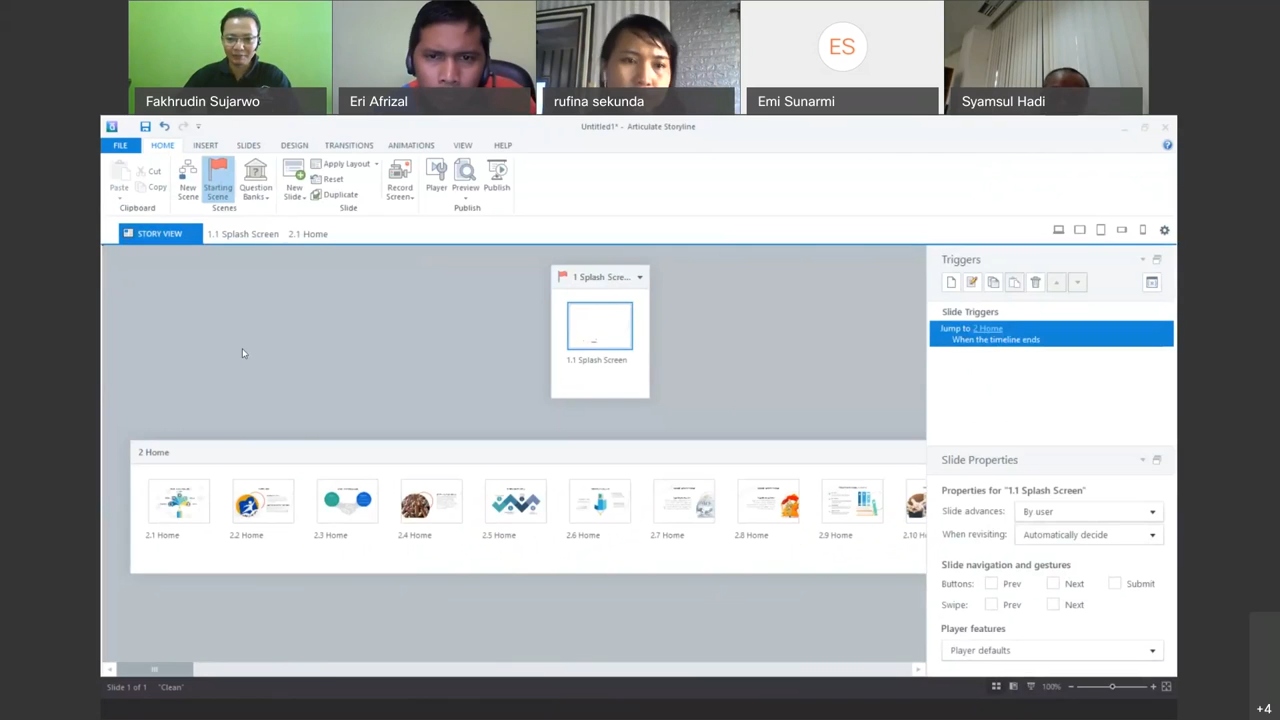 ES
Fakhrudin Sujarwo
Eri Afrizal
rufina sekunda
Emi Sunarmi
Syamsul Hadi
Untitled1* - Articulate Storyline
FILE HOME INSERT SLIDES DESIGN TRANSITIONS ANIMATIONS VIEW HELP
Paste Cut Copy
Clipboard
New Scene
Starting Scene
Question Banks
Scenes
New Slide
Apply Layout
Reset
Duplicate
Slide
Record Screen
Player Preview Publish
Publish
STORY VIEW 1.1 Splash Screen 2.1 Home
1 Splash Scre...
1.1 Splash Screen
2 Home
2.1 Home 2.2 Home 2.3 Home 2.4 Home 2.5 Home 2.6 Home 2.7 Home 2.8 Home 2.9 Home 2.10 H
Triggers
Slide Triggers
Jump to 2 Home
When the timeline ends
Slide Properties
Properties for "1.1 Splash Screen"
Slide advances: By user
When revisiting: Automatically decide
Slide navigation and gestures
Buttons: Prev Next Submit
Swipe: Prev Next
Player features
Player defaults
Slide 1 of 1 "Clean" 100%
+4